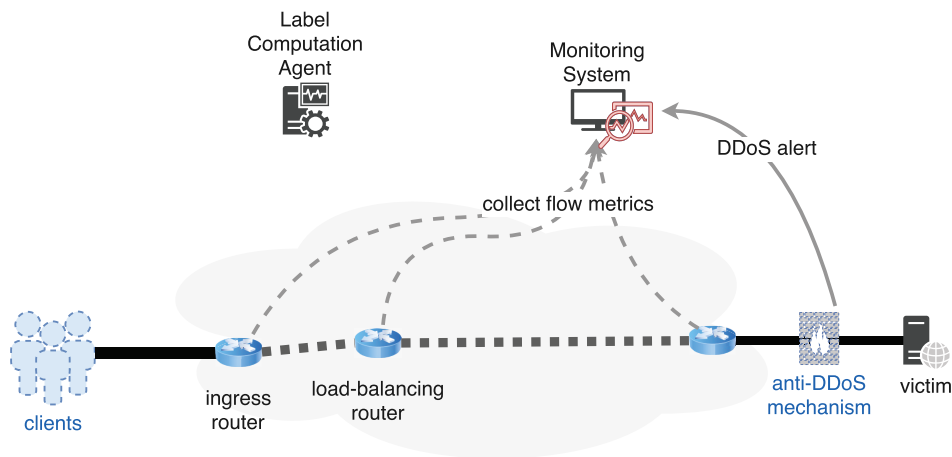 Label
Computation
Agent
Monitoring
System
DDoS alert
collect flow metrics
clients
ingress
router
load-balancing
router
anti-DDoS
mechanism
victim